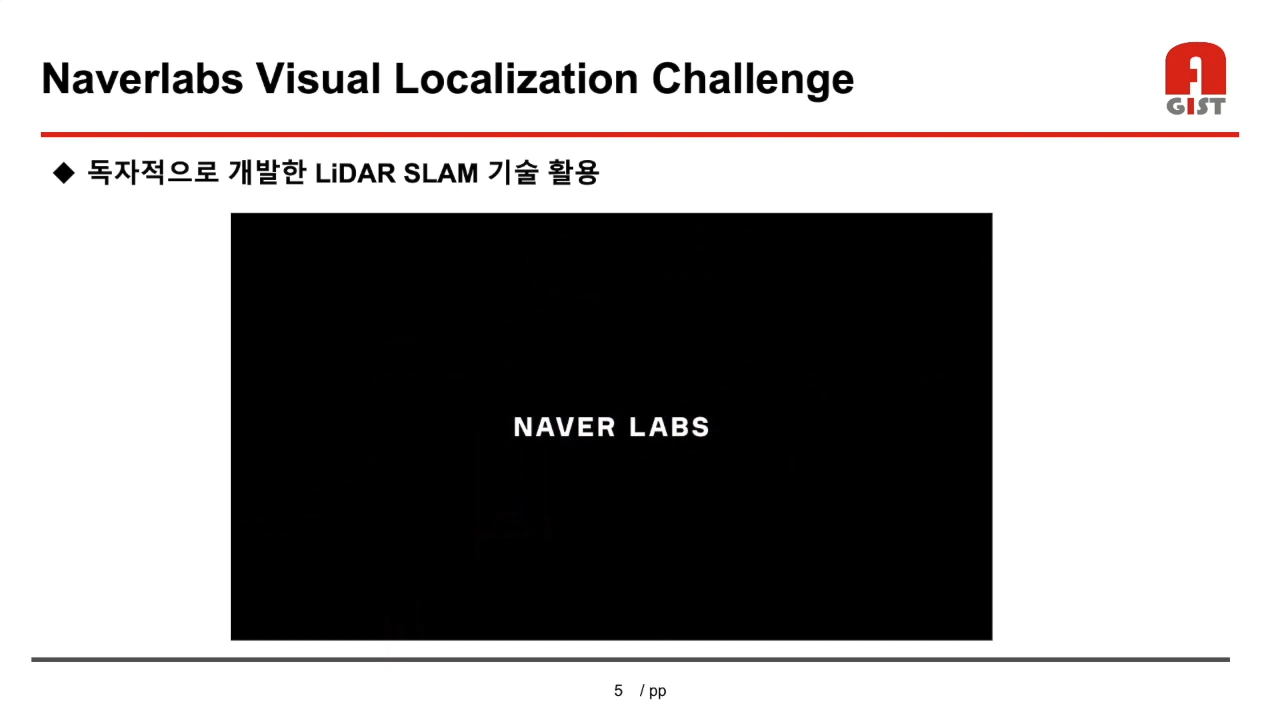 Naverlabs Visual Localization Challenge
GIST
◆ 독자적으로 개발한 LiDAR SLAM 기술 활용
NAVER LABS
5 / pp